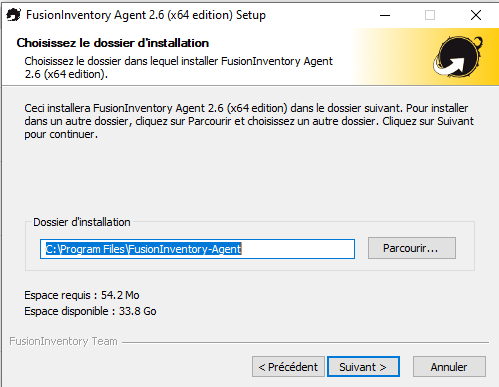 FusionInventory Agent 2.6 (x64 edition) Setup
Choisissez le dossier d'installation
Choisissez le dossier dans lequel installer FusionInventory Agent
2.6 (x64 edition).
Ceci installera FusionInventory Agent 2.6 (x64 edition) dans le dossier suivant. Pour installer
dans un autre dossier, cliquez sur Parcourir et choisissez un autre dossier. Cliquez sur Suivant
pour continuer.
Dossier d'installation
C:\Program Files\FusionInventory-Agent
Parcourir...
Espace requis : 54.2 Mo
Espace disponible : 33.8 Go
FusionInventory Team
< Précédent
Suivant >
Annuler